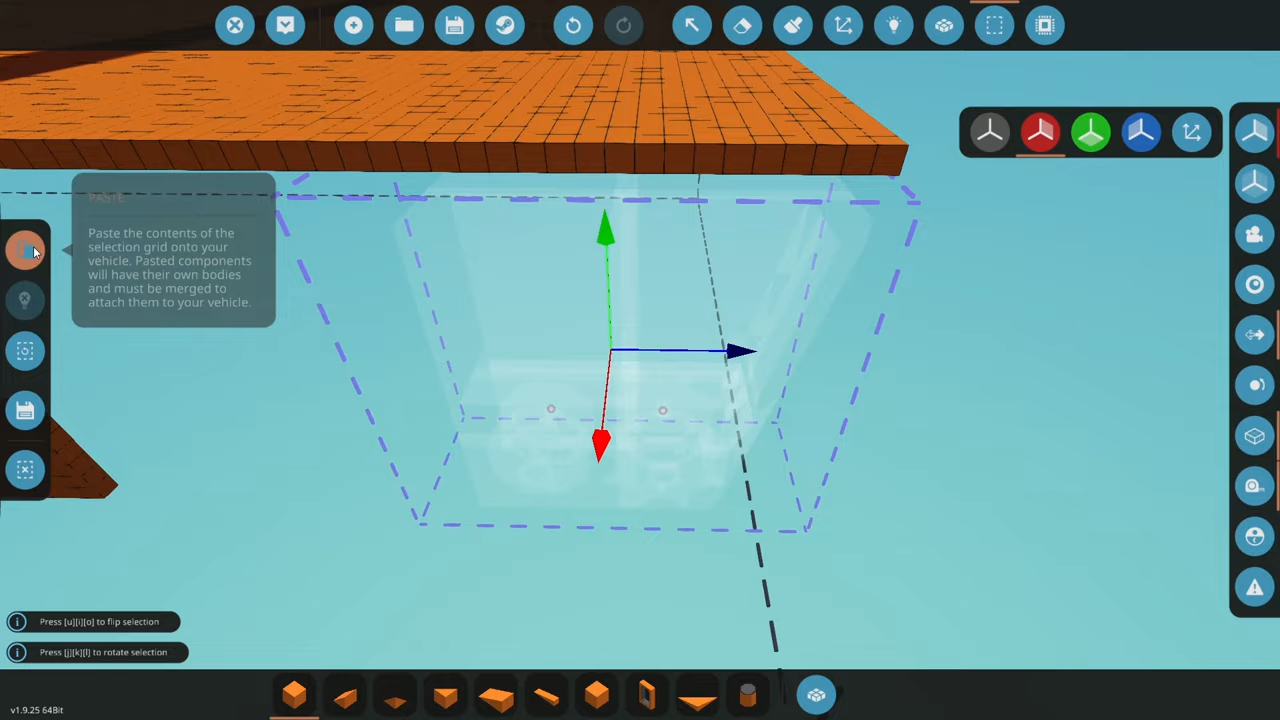 PASTE
Paste the contents of the
selection grid onto your
vehicle. Pasted components
will have their own bodies
and must be merged to
attach them to your vehicle.
Press [u][i][o] to flip selection
Press [j][k][l] to rotate selection
v1.9.25 64Bit